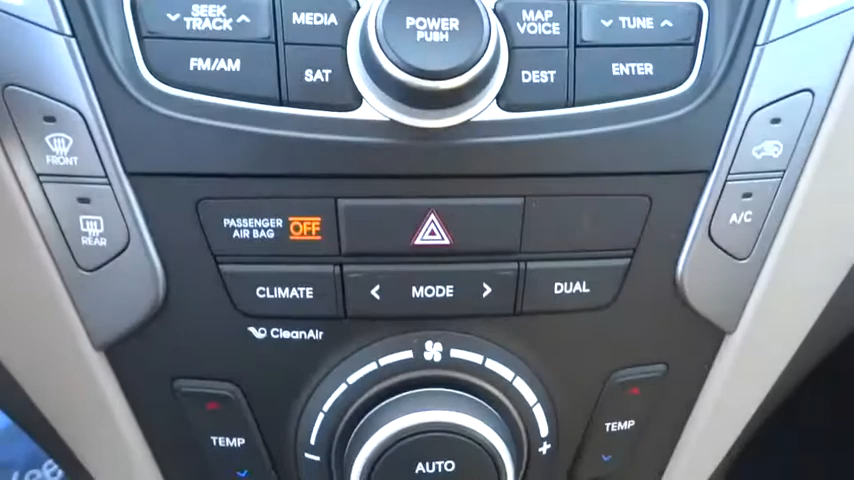 SEEK
TRACK
MEDIA
POWER
PUSH
MAP
VOICE
TUNE
FM/AM
SAT
DEST
ENTER
FRONT
REAR
A/C
PASSENGER
AIR BAG
OFF
CLIMATE
MODE
DUAL
CleanAir
TEMP
TEMP
AUTO